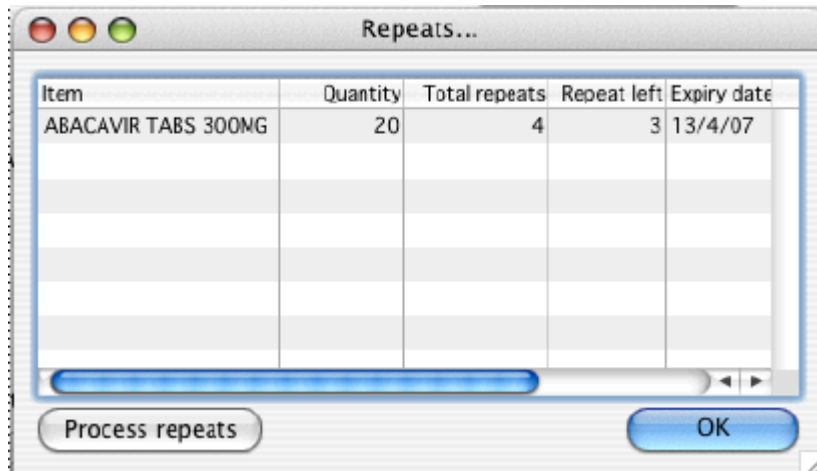 Repeats...
Item Quantity Total repeats Repeat left Expiry date
ABACAVIR TABS 300MG 20 4 3 13/4/07
Process repeats OK